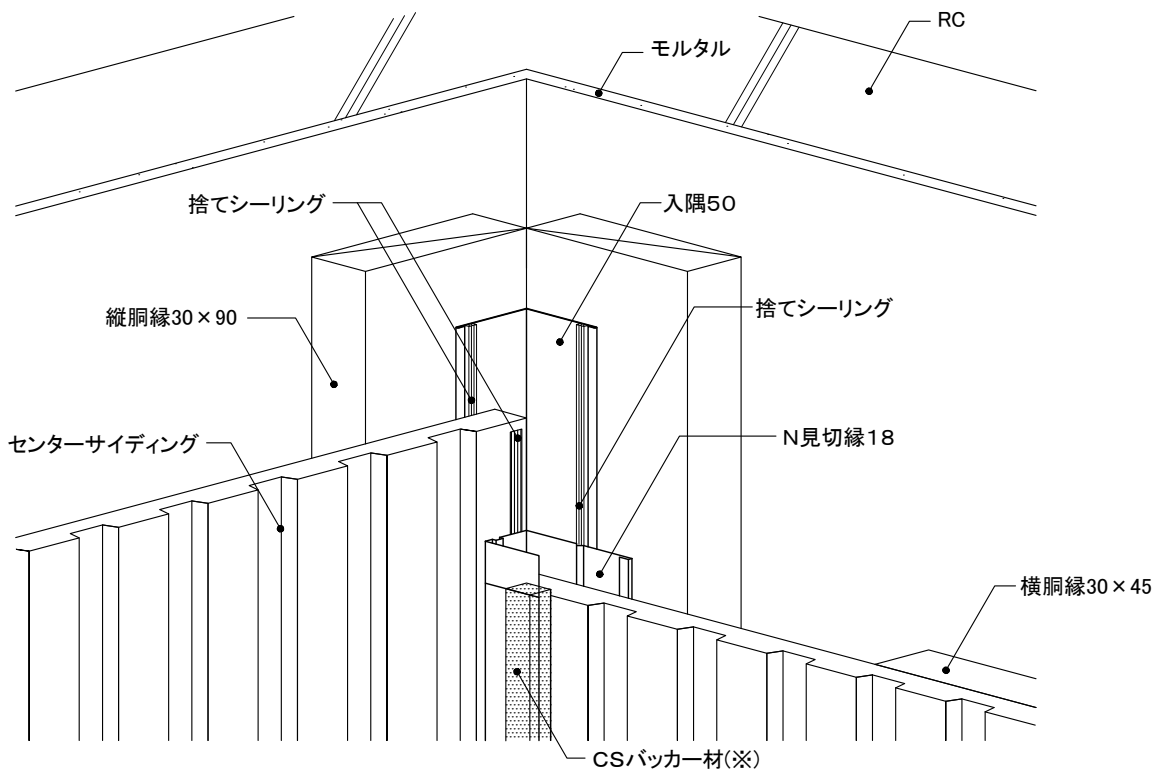 RC
モルタル
捨てシーリング
入隅50
縦胴縁30×90
捨てシーリング
センターサイディング
N見切縁18
横胴縁30×45
CSバッカー材(※)